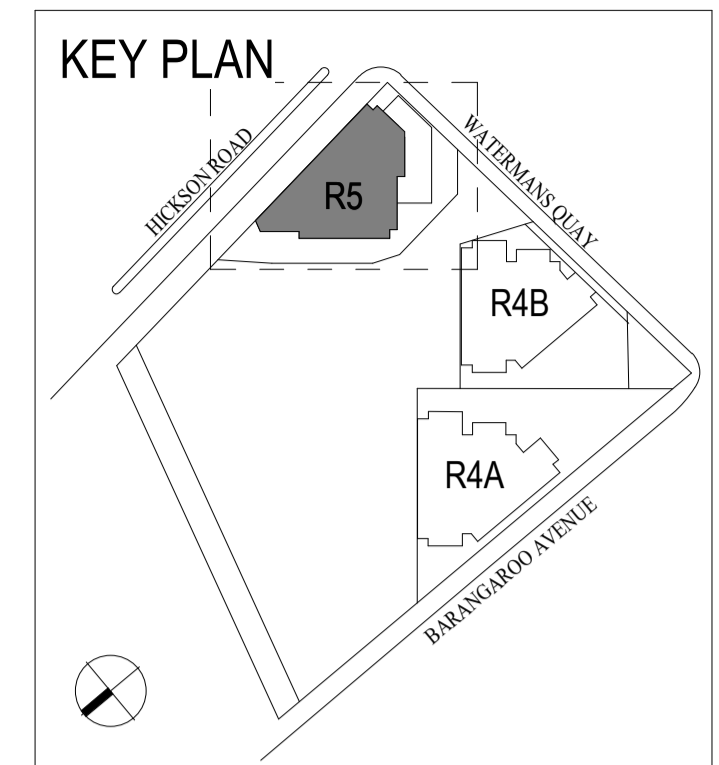 KEY PLAN
HICKSON ROAD
WATERMANS QUAY
R5
R4B
R4A
BARANGAROO AVENUE